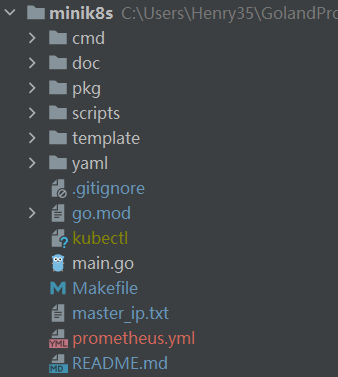 minik8s C:\Users\Henry35\GolandPro
cmd
doc
pkg
scripts
template
yaml
.gitignore
go.mod
kubectl
main.go
Makefile
master_ip.txt
prometheus.yml
README.md